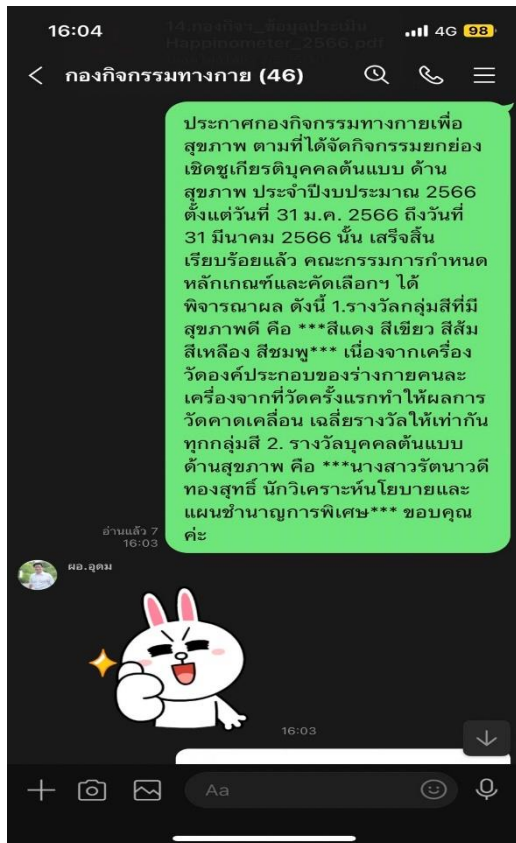 16:04
14.กองกิจฯ_ข้อมูลประเมิน
Happinometer_2566.pdf
4G 98
กองกิจกรรมทางกาย (46)
ประกาศกองกิจกรรมทางกายเพื่อ
สุขภาพ ตามที่ได้จัดกิจกรรมยกย่อง
เชิดชูเกียรติบุคคลต้นแบบ ด้าน
สุขภาพ ประจำปีงบประมาณ 2566
ตั้งแต่วันที่ 31 ม.ค. 2566 ถึงวันที่
31 มีนาคม 2566 นั้น เสร็จสิ้น
เรียบร้อยแล้ว คณะกรรมการกำหนด
หลักเกณฑ์และคัดเลือกฯ ได้
พิจารณาผล ดังนี้ 1.รางวัลกลุ่มสีที่มี
สุขภาพดี คือ ***สีแดง สีเขียว สีส้ม
สีเหลือง สีชมพู*** เนื่องจากเครื่อง
วัดองค์ประกอบของร่างกายคนละ
เครื่องจากที่วัดครั้งแรกทำให้ผลการ
วัดคาดเคลื่อน เฉลี่ยรางวัลให้เท่ากัน
ทุกกลุ่มสี 2. รางวัลบุคคลต้นแบบ
ด้านสุขภาพ คือ ***นางสาวรัตนาวดี
ทองสุทธิ์ นักวิเคราะห์นโยบายและ
แผนชำนาญการพิเศษ*** ขอบคุณ
ค่ะ
อ่านแล้ว 7
16:03
ผอ.อุดม
16:03
Aa